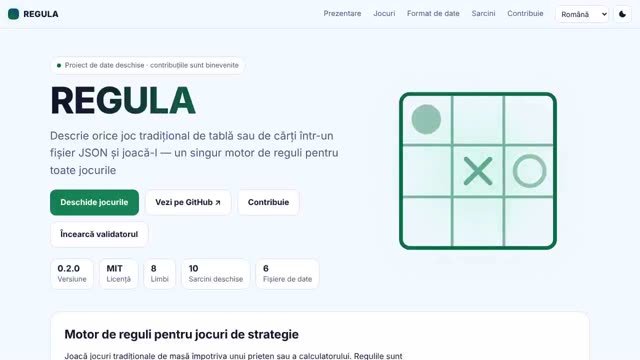 REGULA
Prezentare Jocuri Format de date Sarcini Contribuie Română
Proiect de date deschise · contribuțiile sunt binevenite
REGULA
Descrie orice joc tradițional de tablă sau de cărți într-un
fișier JSON și joacă-l — un singur motor de reguli pentru
toate jocurile
Deschide jocurile Vezi pe GitHub ↗ Contribuie
Încearcă validatorul
0.2.0 MIT 8 10 6
Versiune Licență Limbi Sarcini deschise Fișiere de date
Motor de reguli pentru jocuri de strategie
Joacă jocuri tradiționale de masă împotriva unui prieten sau a calculatorului. Regulile sunt